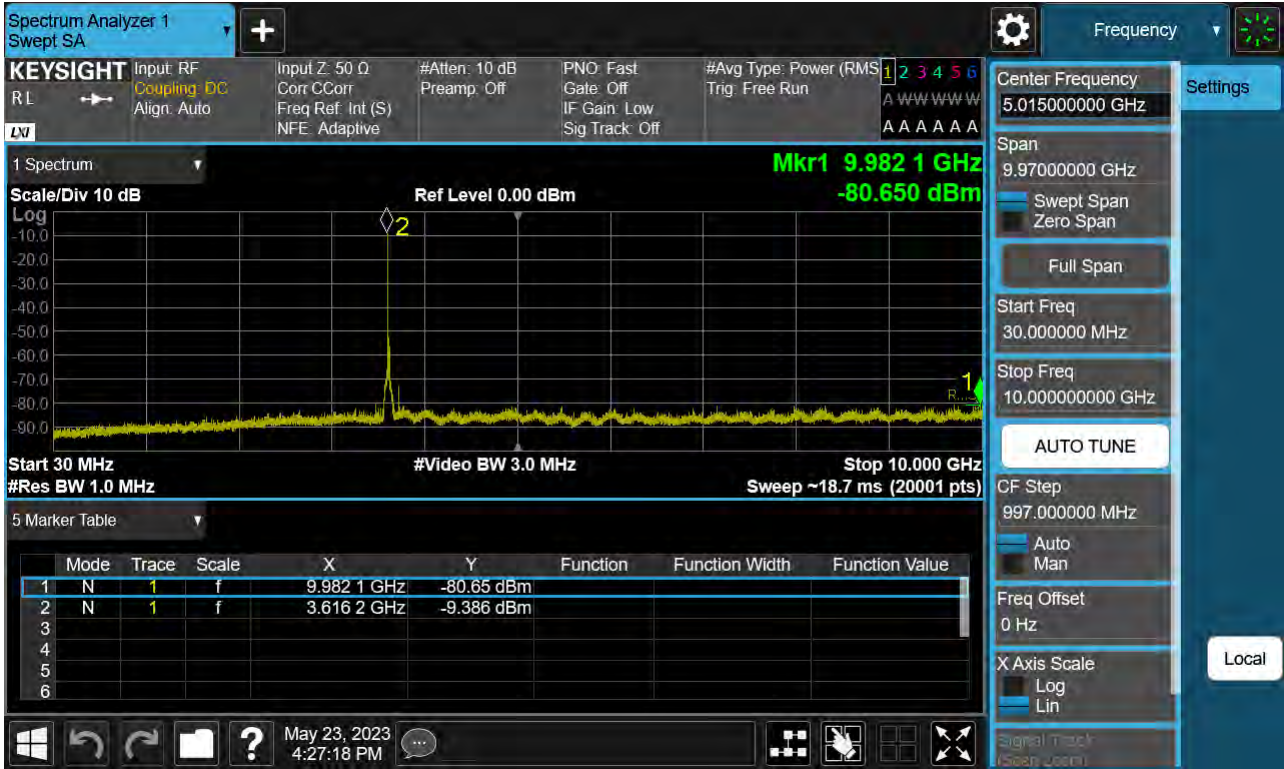 Spectrum Analyzer 1
Swept SA
Frequency
KEYSIGHT
RL
LXI
Input: RF
Coupling: DC
Align: Auto
Input Z: 50 Ω
Corr CCorr
Freq Ref: Int (S)
NFE: Adaptive
#Atten: 10 dB
Preamp: Off
PNO: Fast
Gate: Off
IF Gain: Low
Sig Track: Off
#Avg Type: Power (RMS
Trig: Free Run
1 2 3 4 5 6
A W W W W W
A A A A A A
Center Frequency
5.015000000 GHz
Settings
Span
9.97000000 GHz
Swept Span
Zero Span
Full Span
Start Freq
30.000000 MHz
Stop Freq
10.000000000 GHz
AUTO TUNE
CF Step
997.000000 MHz
Auto
Man
Freq Offset
0 Hz
X Axis Scale
Log
Lin
Signal Track
(Span Zoom)
Local
1 Spectrum
Mkr1 9.982 1 GHz
-80.650 dBm
Scale/Div 10 dB
Ref Level 0.00 dBm
Log
-10.0
-20.0
-30.0
-40.0
-50.0
-60.0
-70.0
-80.0
-90.0
2
1
Start 30 MHz
#Video BW 3.0 MHz
Stop 10.000 GHz
#Res BW 1.0 MHz
Sweep ~18.7 ms (20001 pts)
5 Marker Table
Mode Trace Scale X Y Function Function Width Function Value
1 N 1 f 9.982 1 GHz -80.65 dBm
2 N 1 f 3.616 2 GHz -9.386 dBm
3
4
5
6
May 23, 2023
4:27:18 PM